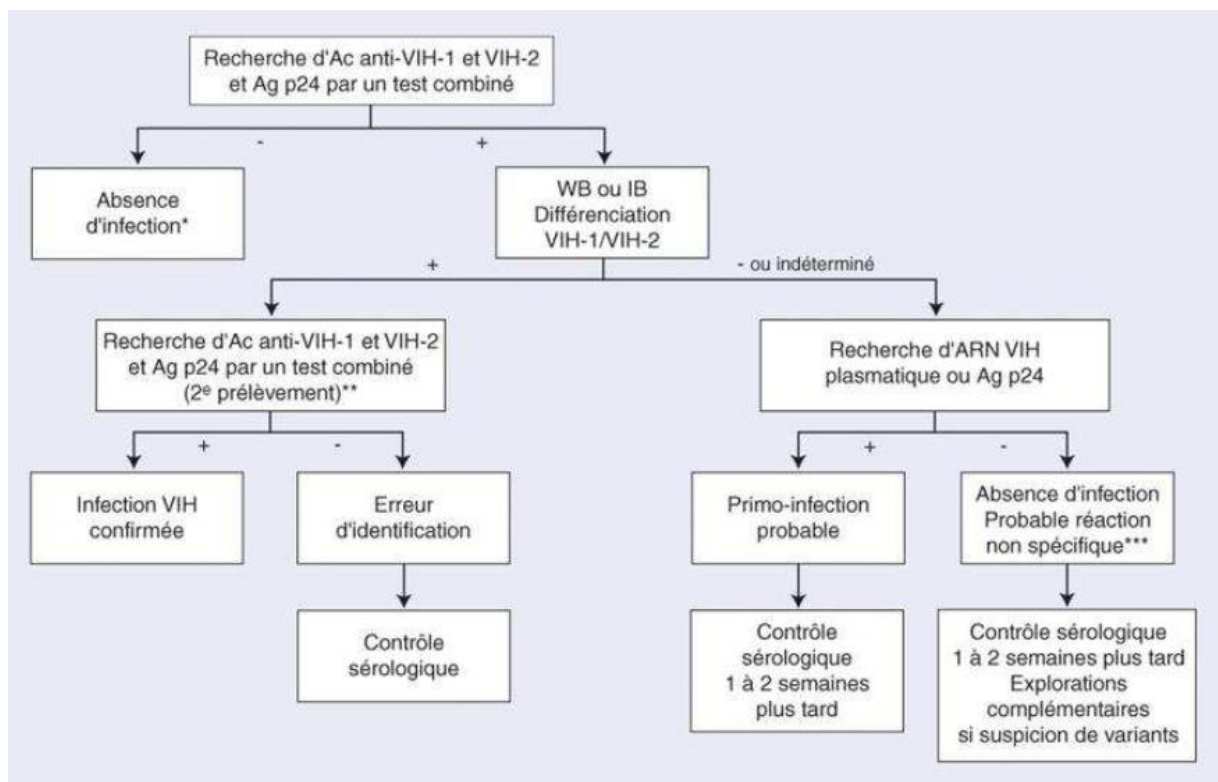 Recherche d'Ac anti-VIH-1 et VIH-2
et Ag p24 par un test combiné
-
+
Absence
d'infection*
WB ou IB
Différenciation
VIH-1/VIH-2
+
- ou indéterminé
Recherche d'Ac anti-VIH-1 et VIH-2
et Ag p24 par un test combiné
(2e prélèvement)**
Recherche d'ARN VIH
plasmatique ou Ag p24
+
-
+
-
Infection VIH
confirmée
Erreur
d'identification
Primo-infection
probable
Absence d'infection
Probable réaction
non spécifique***
Contrôle
sérologique
Contrôle
sérologique
1 à 2 semaines
plus tard
Contrôle sérologique
1 à 2 semaines plus tard
Explorations
complémentaires
si suspicion de variants